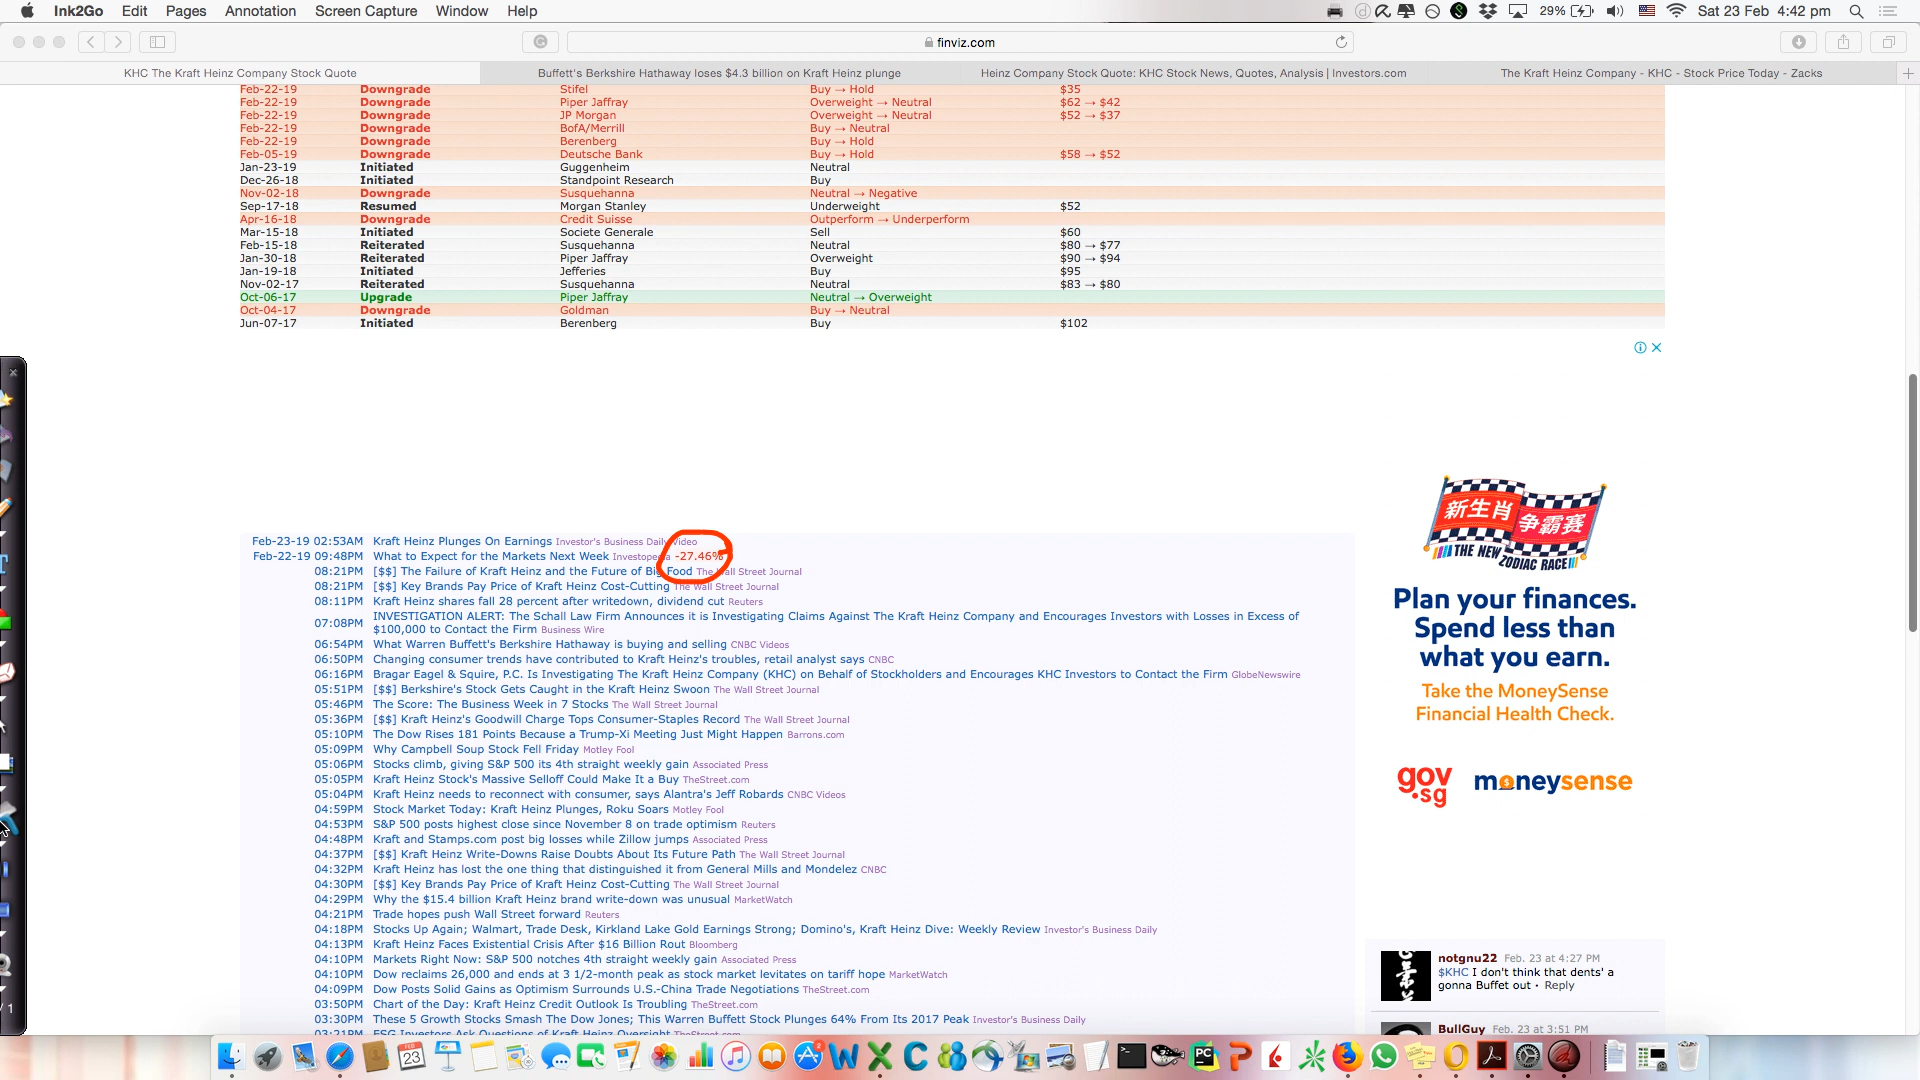 Ink2Go Edit Pages Annotation Screen Capture Window Help 29% Sat 23 Feb 4:42 pm
finviz.com
KHC The Kraft Heinz Company Stock Quote
Buffett's Berkshire Hathaway loses $4.3 billion on Kraft Heinz plunge
Heinz Company Stock Quote: KHC Stock News, Quotes, Analysis | Investors.com
The Kraft Heinz Company - KHC - Stock Price Today - Zacks
Feb-22-19 Downgrade Stifel Buy → Hold $35
Feb-22-19 Downgrade Piper Jaffray Overweight → Neutral $62 → $42
Feb-22-19 Downgrade JP Morgan Overweight → Neutral $52 → $37
Feb-22-19 Downgrade BofA/Merrill Buy → Neutral
Feb-22-19 Downgrade Berenberg Buy → Hold
Feb-05-19 Downgrade Deutsche Bank Buy → Hold $58 → $52
Jan-23-19 Initiated Guggenheim Neutral
Dec-26-18 Initiated Standpoint Research Buy
Nov-02-18 Downgrade Susquehanna Neutral → Negative
Sep-17-18 Resumed Morgan Stanley Underweight $52
Apr-16-18 Downgrade Credit Suisse Outperform → Underperform
Mar-15-18 Initiated Societe Generale Sell $60
Feb-15-18 Reiterated Susquehanna Neutral $80 → $77
Jan-30-18 Reiterated Piper Jaffray Overweight $90 → $94
Jan-19-18 Initiated Jefferies Buy $95
Nov-02-17 Reiterated Susquehanna Neutral $83 → $80
Oct-06-17 Upgrade Piper Jaffray Neutral → Overweight
Oct-04-17 Downgrade Goldman Buy → Neutral
Jun-07-17 Initiated Berenberg Buy $102
Feb-23-19 02:53AM Kraft Heinz Plunges On Earnings Investor's Business Daily Video
Feb-22-19 09:48PM What to Expect for the Markets Next Week Investopedia -27.46%
08:21PM [$$] The Failure of Kraft Heinz and the Future of Big Food The Wall Street Journal
08:21PM [$$] Key Brands Pay Price of Kraft Heinz Cost-Cutting The Wall Street Journal
08:11PM Kraft Heinz shares fall 28 percent after writedown, dividend cut Reuters
07:08PM INVESTIGATION ALERT: The Schall Law Firm Announces it is Investigating Claims Against The Kraft Heinz Company and Encourages Investors with Losses in Excess of
$100,000 to Contact the Firm Business Wire
06:54PM What Warren Buffett's Berkshire Hathaway is buying and selling CNBC Videos
06:50PM Changing consumer trends have contributed to Kraft Heinz's troubles, retail analyst says CNBC
06:16PM Bragar Eagel & Squire, P.C. Is Investigating The Kraft Heinz Company (KHC) on Behalf of Stockholders and Encourages KHC Investors to Contact the Firm GlobeNewswire
05:51PM [$$] Berkshire's Stock Gets Caught in the Kraft Heinz Swoon The Wall Street Journal
05:46PM The Score: The Business Week in 7 Stocks The Wall Street Journal
05:36PM [$$] Kraft Heinz's Goodwill Charge Tops Consumer-Staples Record The Wall Street Journal
05:10PM The Dow Rises 181 Points Because a Trump-Xi Meeting Just Might Happen Barrons.com
05:09PM Why Campbell Soup Stock Fell Friday Motley Fool
05:06PM Stocks climb, giving S&P 500 its 4th straight weekly gain Associated Press
05:05PM Kraft Heinz Stock's Massive Selloff Could Make It a Buy TheStreet.com
05:04PM Kraft Heinz needs to reconnect with consumer, says Alantra's Jeff Robards CNBC Videos
04:59PM Stock Market Today: Kraft Heinz Plunges, Roku Soars Motley Fool
04:53PM S&P 500 posts highest close since November 8 on trade optimism Reuters
04:48PM Kraft and Stamps.com post big losses while Zillow jumps Associated Press
04:37PM [$$] Kraft Heinz Write-Downs Raise Doubts About Its Future Path The Wall Street Journal
04:32PM Kraft Heinz has lost the one thing that distinguished it from General Mills and Mondelez CNBC
04:30PM [$$] Key Brands Pay Price of Kraft Heinz Cost-Cutting The Wall Street Journal
04:29PM Why the $15.4 billion Kraft Heinz brand write-down was unusual MarketWatch
04:21PM Trade hopes push Wall Street forward Reuters
04:18PM Stocks Up Again; Walmart, Trade Desk, Kirkland Lake Gold Earnings Strong; Domino's, Kraft Heinz Dive: Weekly Review Investor's Business Daily
04:13PM Kraft Heinz Faces Existential Crisis After $16 Billion Rout Bloomberg
04:10PM Markets Right Now: S&P 500 notches 4th straight weekly gain Associated Press
04:10PM Dow reclaims 26,000 and ends at 3 1/2-month peak as stock market levitates on tariff hope MarketWatch
04:09PM Dow Posts Solid Gains as Optimism Surrounds U.S.-China Trade Negotiations TheStreet.com
03:50PM Chart of the Day: Kraft Heinz Credit Outlook Is Troubling TheStreet.com
03:30PM These 5 Growth Stocks Smash The Dow Jones; This Warren Buffett Stock Plunges 64% From Its 2017 Peak Investor's Business Daily
03:21PM ESG Investors Ask Questions of Kraft Heinz Oversight TheStreet.com
新生肖
争霸赛
THE NEW
ZODIAC RACE!!!
Plan your finances.
Spend less than
what you earn.
Take the MoneySense
Financial Health Check.
gov
.sg
moneysense
notgnu22 Feb. 23 at 4:27 PM
$KHC I don't think that dents' a
gonna Buffet out • Reply
BullGuy Feb. 23 at 3:51 PM
/ 1
FEB
23
2
W
X
C
PC
P